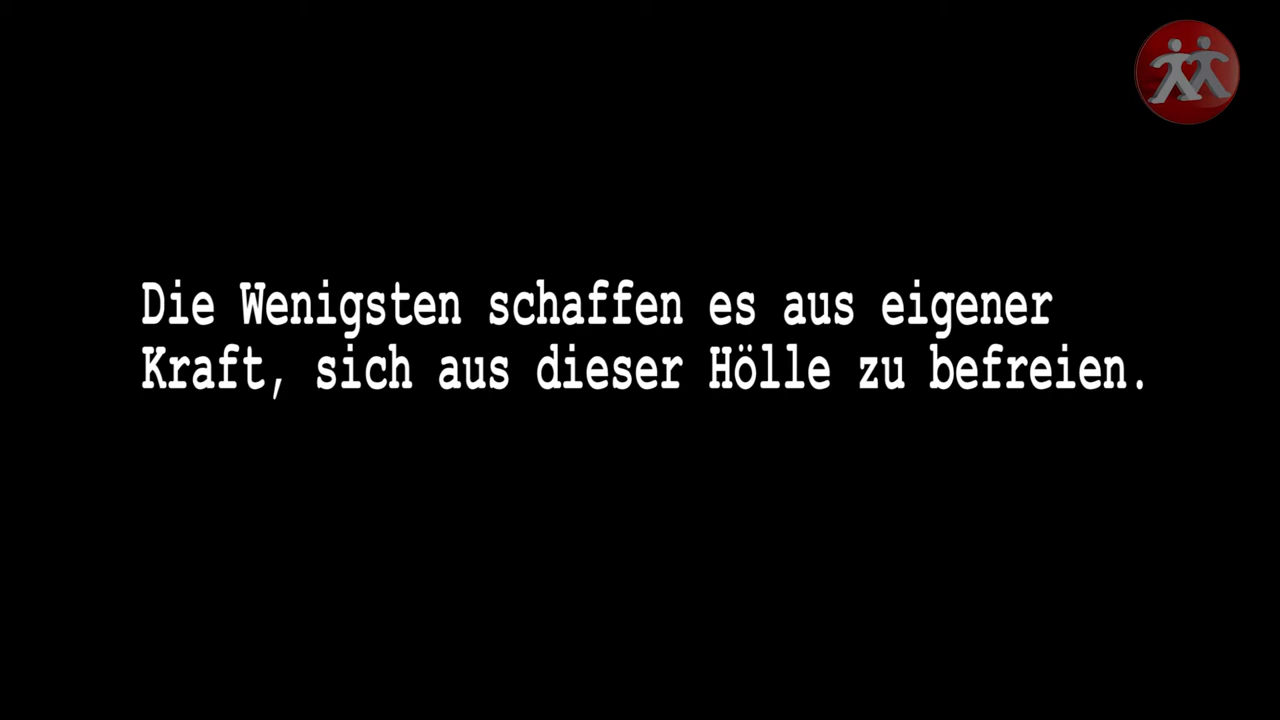 Die Wenigsten schaffen es aus eigener
Kraft, sich aus dieser Hölle zu befreien.